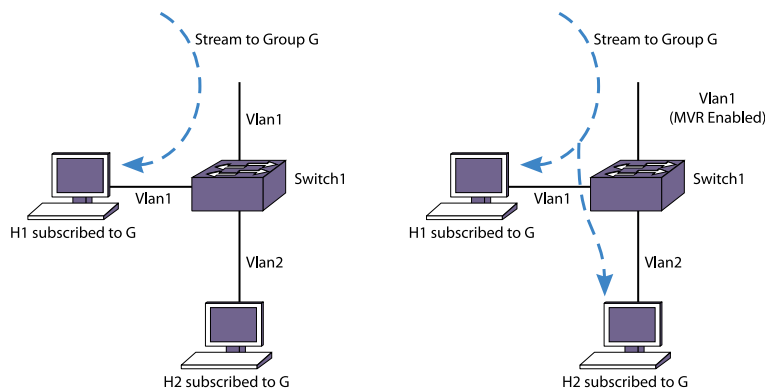 Stream to Group G
Vlan1
Switch1
Vlan1
H1 subscribed to G
Vlan2
H2 subscribed to G
Stream to Group G
Vlan1
(MVR Enabled)
Switch1
Vlan1
H1 subscribed to G
Vlan2
H2 subscribed to G